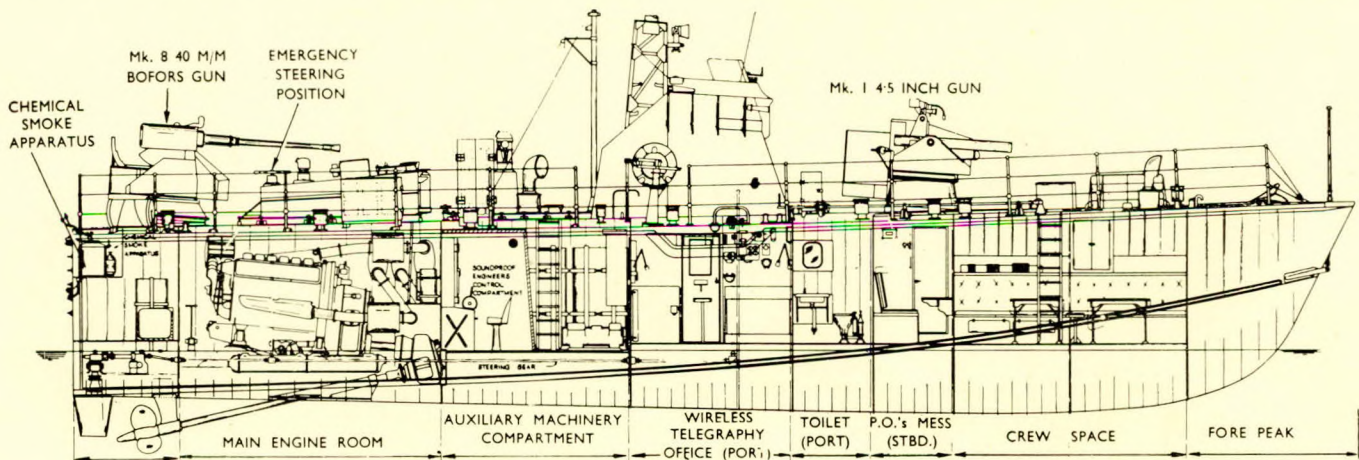 Mk. 8 40 M/M
BOFORS GUN
EMERGENCY
STEERING
POSITION
Mk. 1 4·5 INCH GUN
CHEMICAL
SMOKE
APPARATUS
SMOKE
APPARATUS
SOUNDPROOF
ENGINEERS
CONTROL
COMPARTMENT
STEERING GEAR
MAIN ENGINE ROOM
AUXILIARY MACHINERY
COMPARTMENT
WIRELESS
TELEGRAPHY
OFFICE (PORT)
TOILET
(PORT)
P.O.'s MESS
(STBD.)
CREW SPACE
FORE PEAK